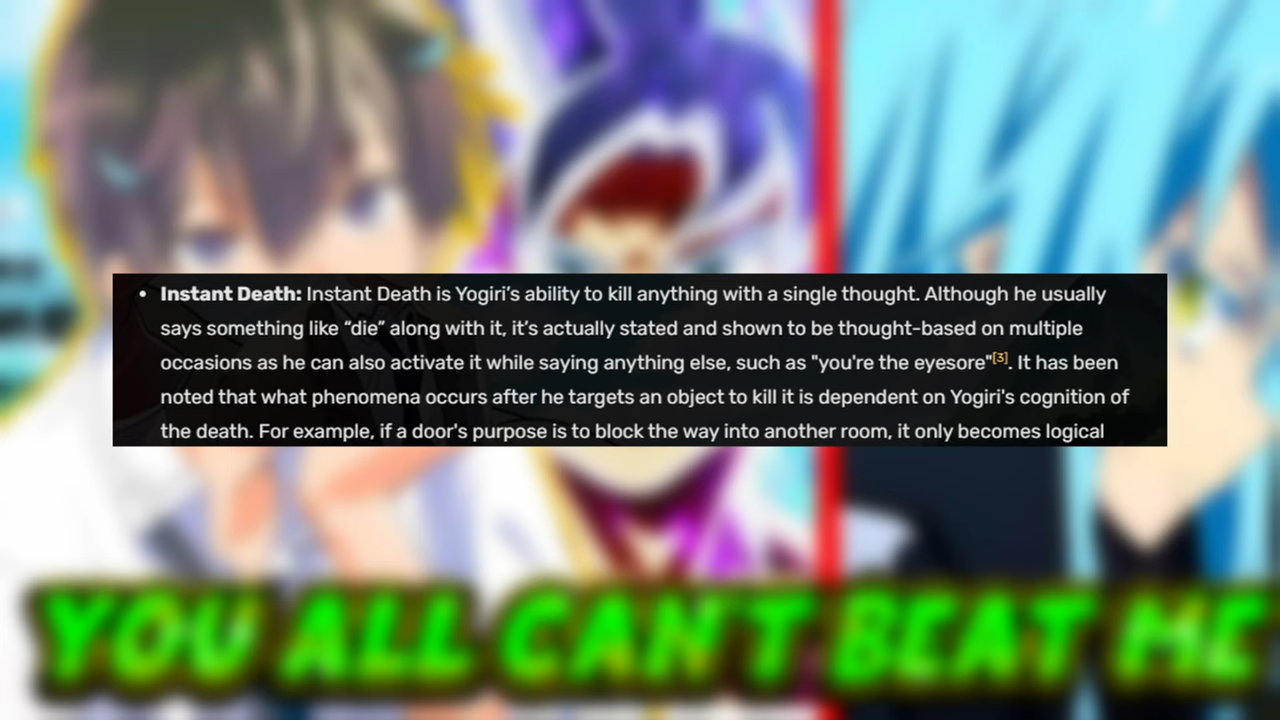 • Instant Death: Instant Death is Yogiri's ability to kill anything with a single thought. Although he usually
says something like “die” along with it, it's actually stated and shown to be thought-based on multiple
occasions as he can also activate it while saying anything else, such as "you're the eyesore"[3]. It has been
noted that what phenomena occurs after he targets an object to kill it is dependent on Yogiri's cognition of
the death. For example, if a door's purpose is to block the way into another room, it only becomes logical
YOU ALL CAN'T BEAT ME